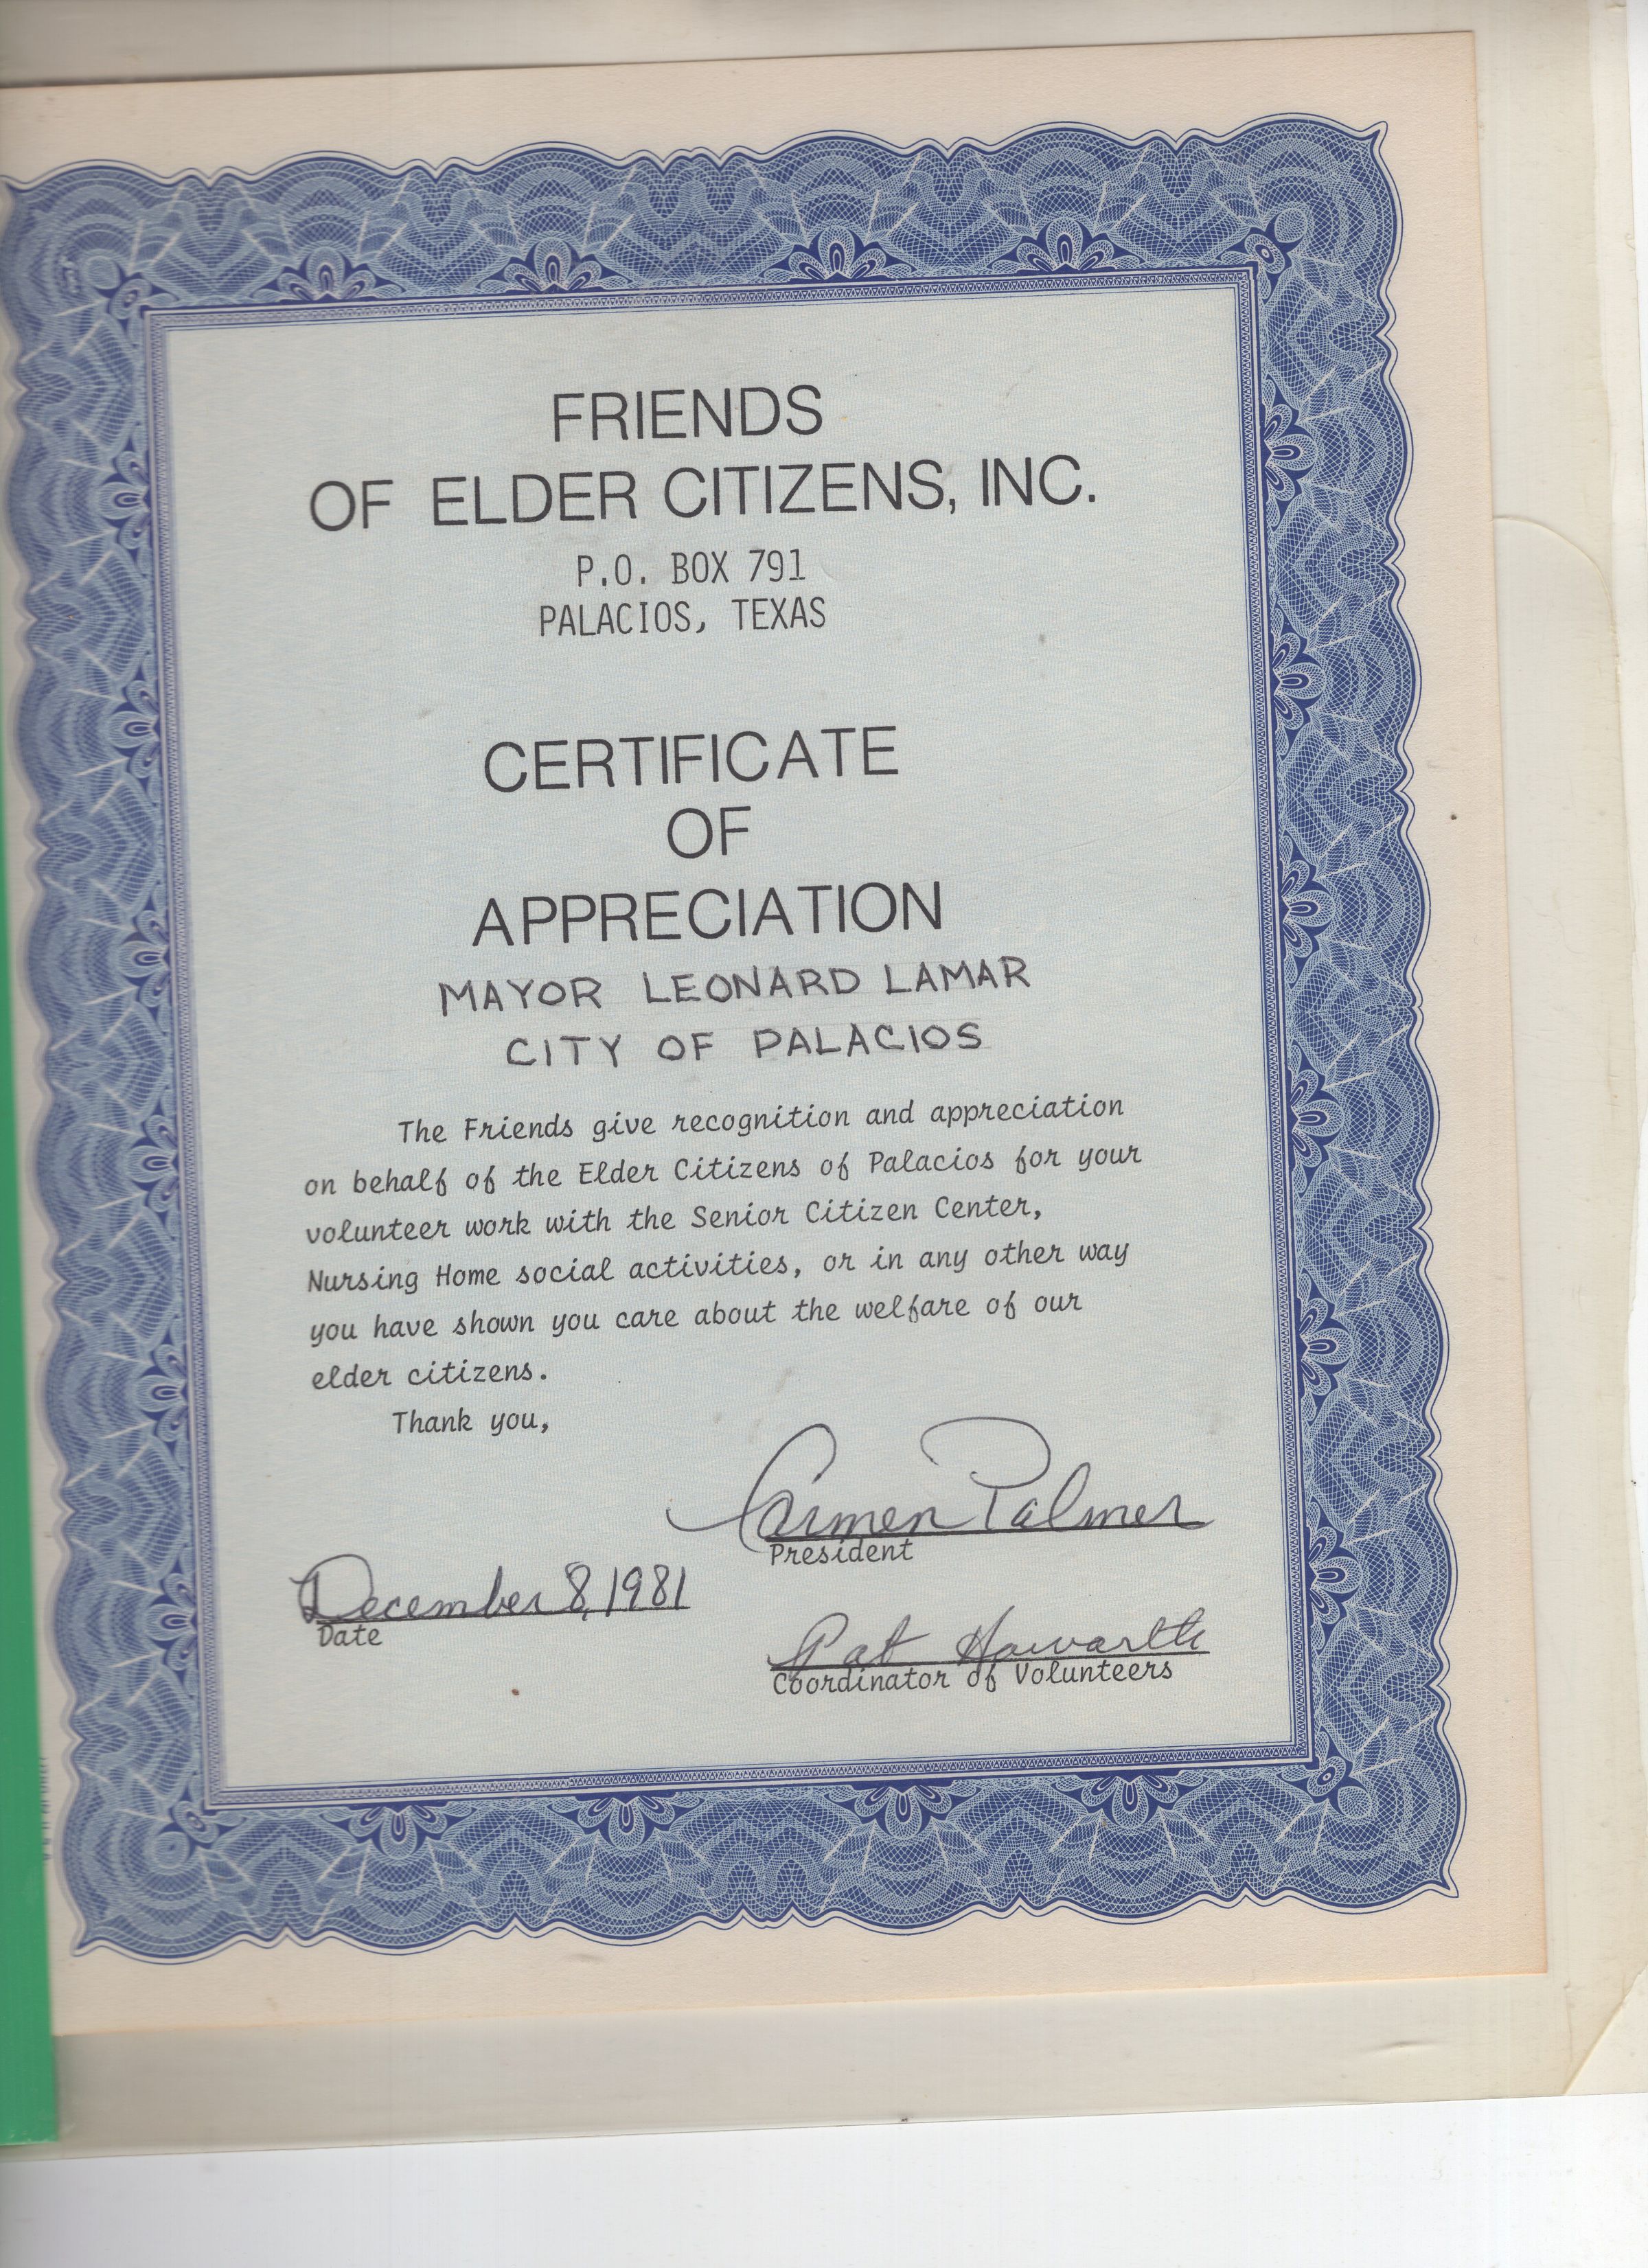 FRIENDS
OF ELDER CITIZENS, INC.
P.O. BOX 791
PALACIOS, TEXAS
CERTIFICATE
OF
APPRECIATION
MAYOR LEONARD LAMAR
CITY OF PALACIOS
The Friends give recognition and appreciation
on behalf of the Elder Citizens of Palacios for your
volunteer work with the Senior Citizen Center,
Nursing Home social activities, or in any other way
you have shown you care about the welfare of our
elder citizens.
Thank you,
Carmen Palmer
President
December 8, 1981
Date
Pat Howarth
Coordinator of Volunteers